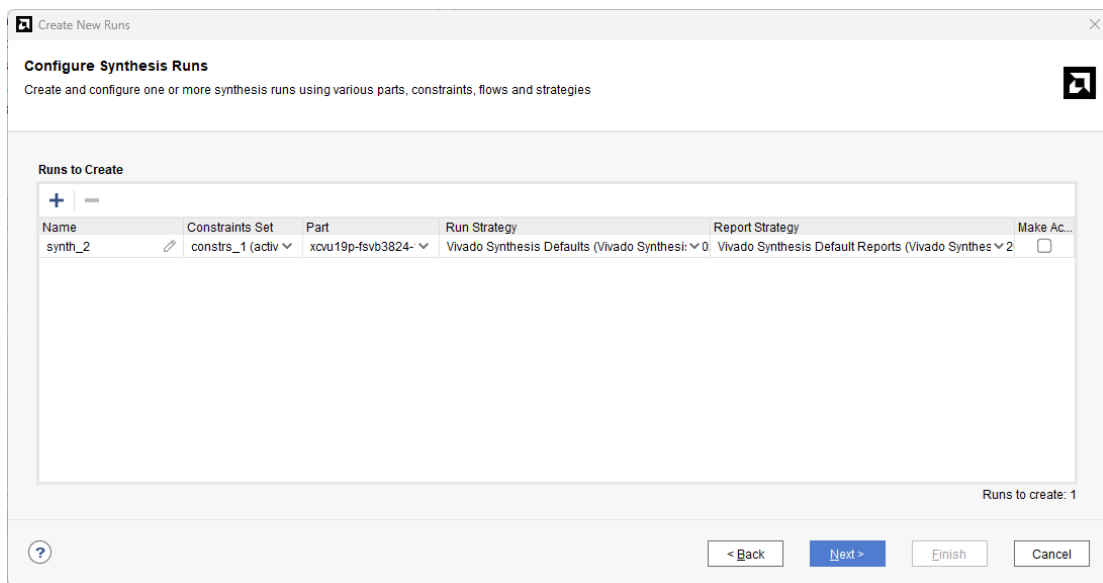 Create New Runs
Configure Synthesis Runs
Create and configure one or more synthesis runs using various parts, constraints, flows and strategies
Runs to Create
Name Constraints Set Part Run Strategy Report Strategy Make Ac...
synth_2 constrs_1 (activ xcvu19p-fsvb3824- Vivado Synthesis Defaults (Vivado Synthesis 0 Vivado Synthesis Default Reports (Vivado Synthes 2
Runs to create: 1
? < Back Next > Finish Cancel